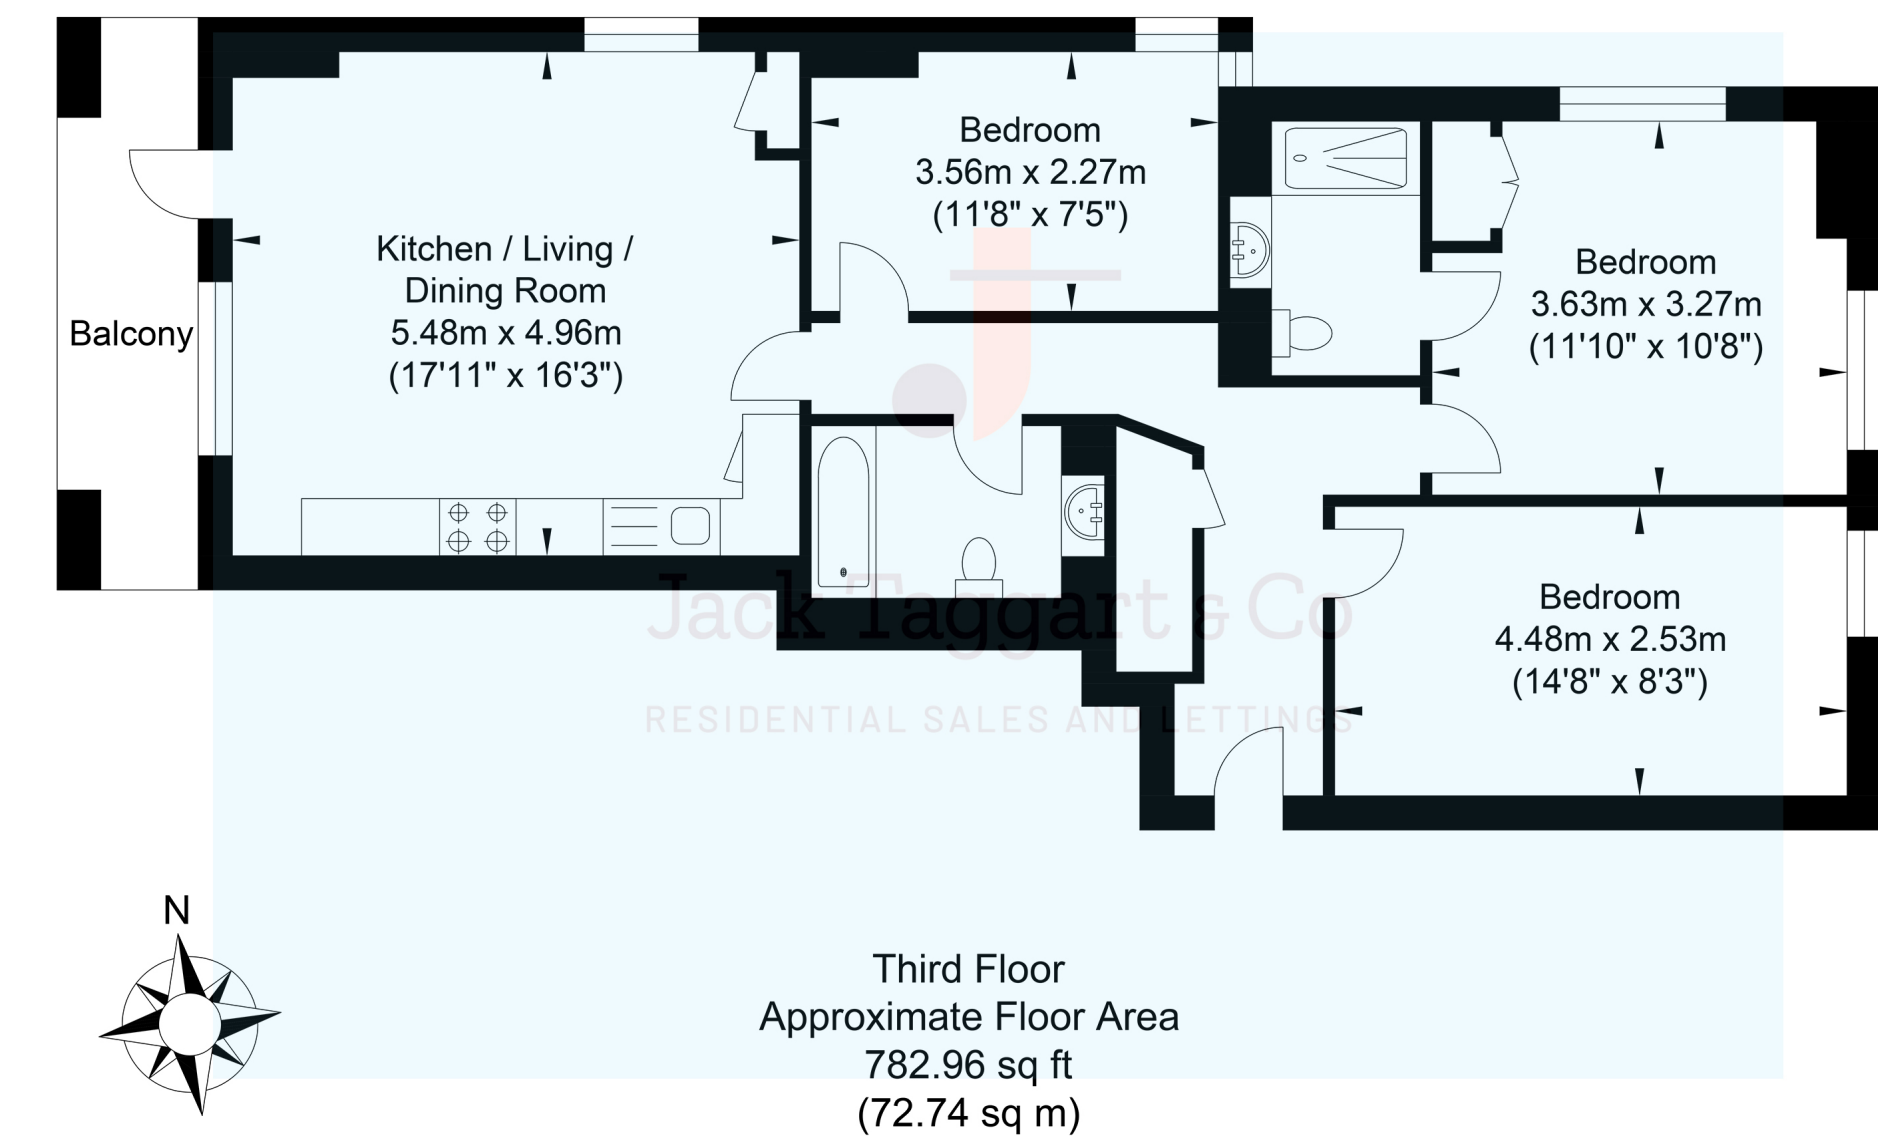 Balcony
Kitchen / Living /
Dining Room
5.48m x 4.96m
(17'11" x 16'3")
Bedroom
3.56m x 2.27m
(11'8" x 7'5")
Bedroom
3.63m x 3.27m
(11'10" x 10'8")
Bedroom
4.48m x 2.53m
(14'8" x 8'3")
Jack Taggart & Co
RESIDENTIAL SALES AND LETTINGS
N
Third Floor
Approximate Floor Area
782.96 sq ft
(72.74 sq m)